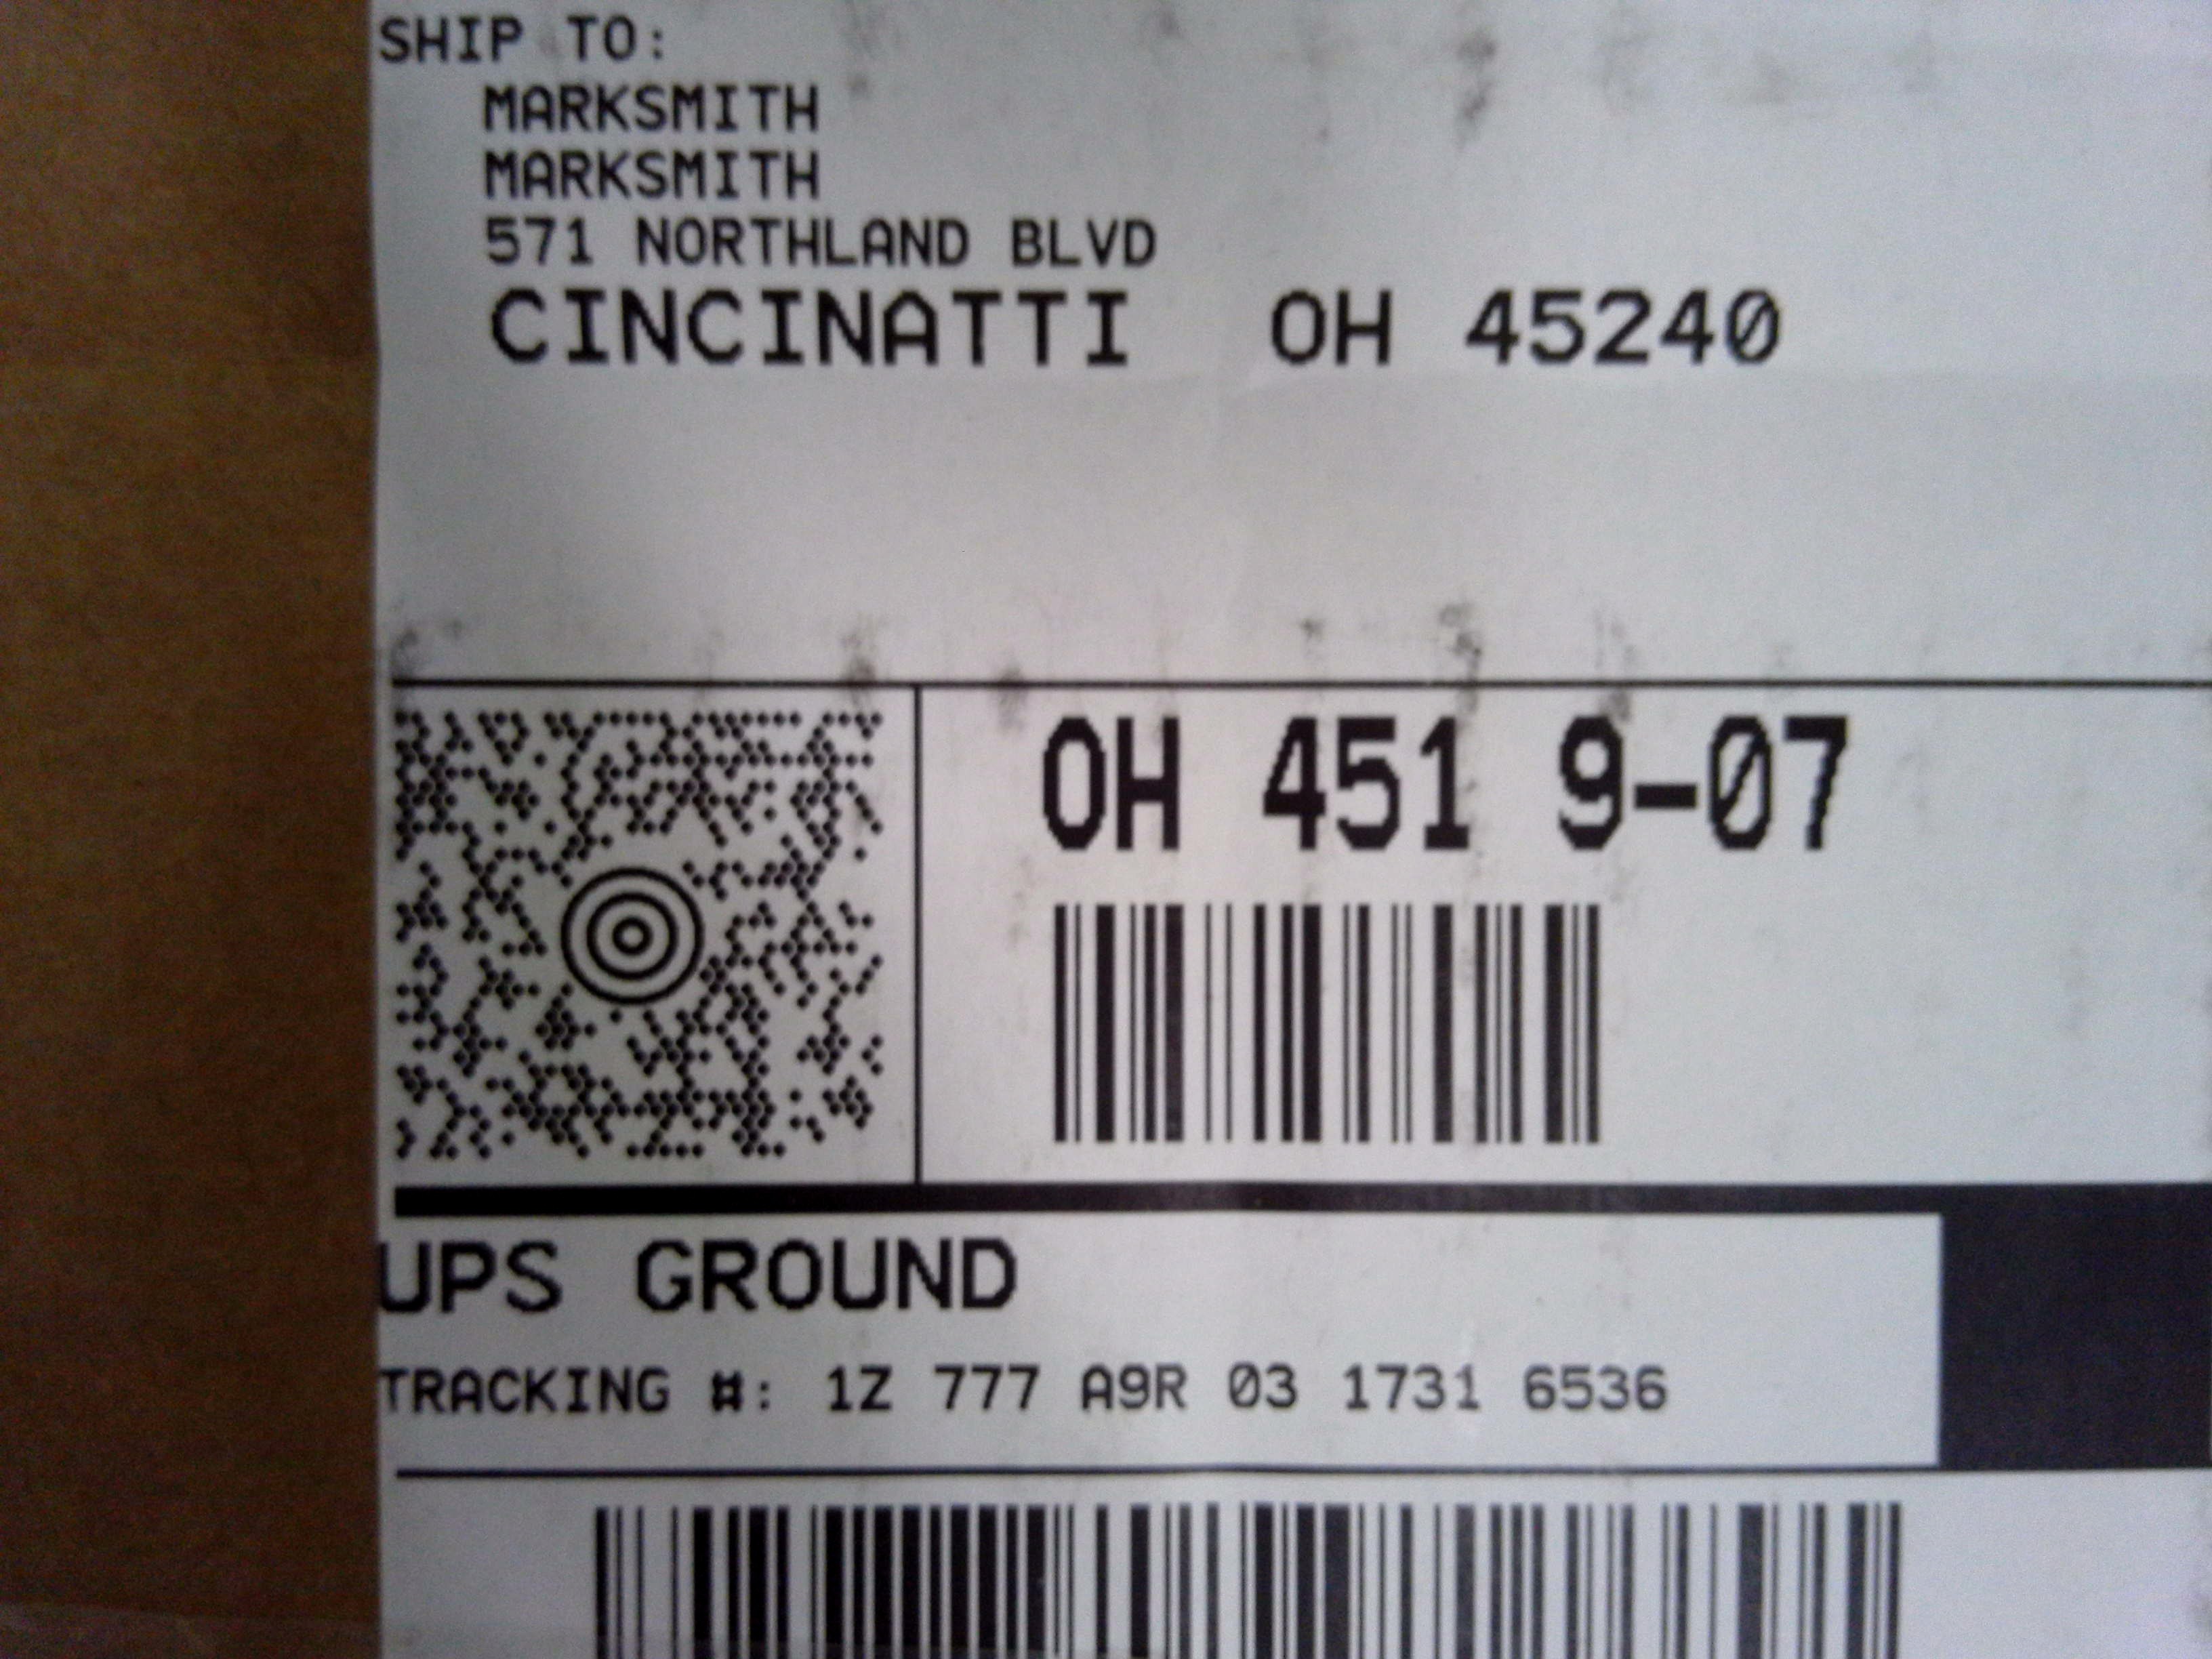 SHIP TO:
MARKSMITH
MARKSMITH
571 NORTHLAND BLVD
CINCINATTI OH 45240
OH 451 9-07
UPS GROUND
TRACKING #: 1Z 777 A9R 03 1731 6536